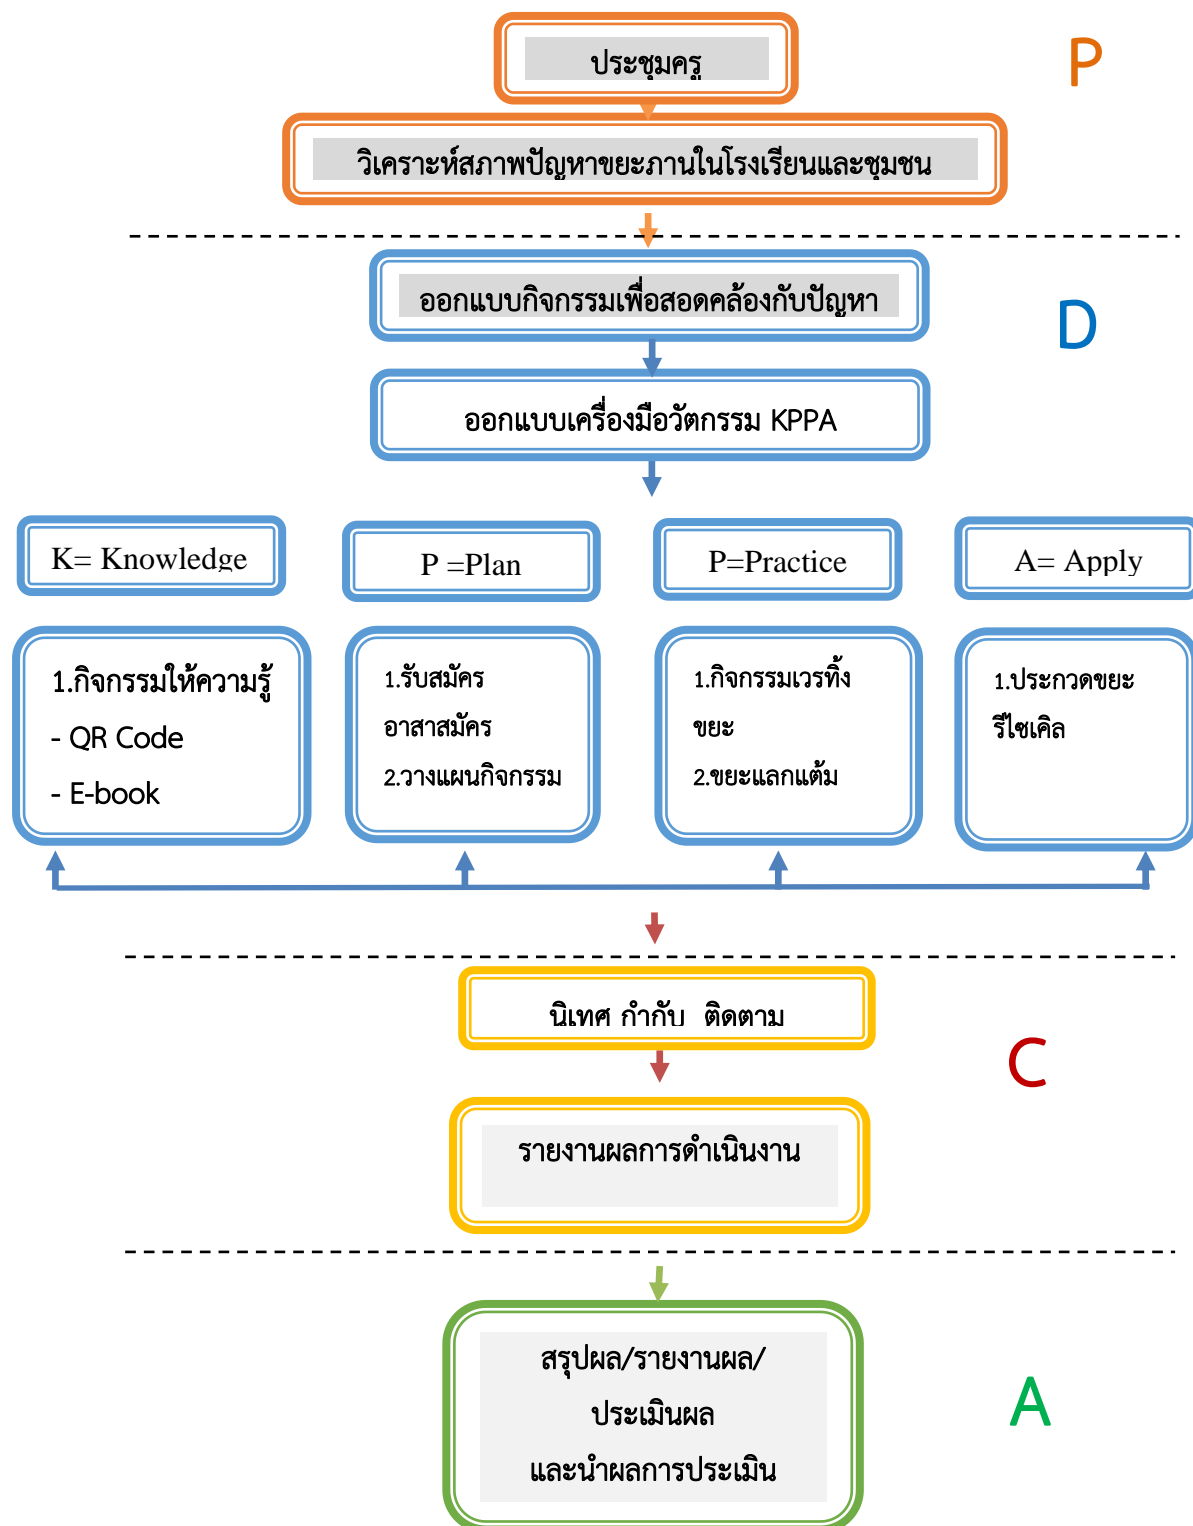 ประชุมครู
P
วิเคราะห์สภาพปัญหาขยะภานในโรงเรียนและชุมชน
ออกแบบกิจกรรมเพื่อสอดคล้องกับปัญหา
D
ออกแบบเครื่องมือวัตกรรม KPPA
K= Knowledge
P =Plan
P=Practice
A= Apply
1.กิจกรรมให้ความรู้
- QR Code
- E-book
1.รับสมัคร
อาสาสมัคร
2.วางแผนกิจกรรม
1.กิจกรรมเวรทิ้ง
ขยะ
2.ขยะแลกแต้ม
1.ประกวดขยะ
รีไซเคิล
นิเทศ กำกับ  ติดตาม
C
รายงานผลการดำเนินงาน
สรุปผล/รายงานผล/
ประเมินผล
และนำผลการประเมิน
A